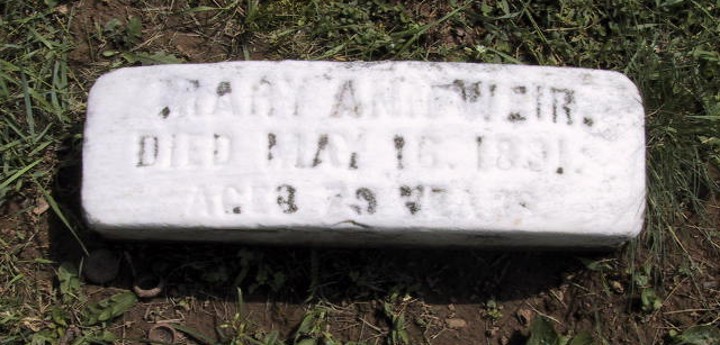 MARY ANN WEIR.
DIED MAY 16, 1891.
AGED 79 YEARS